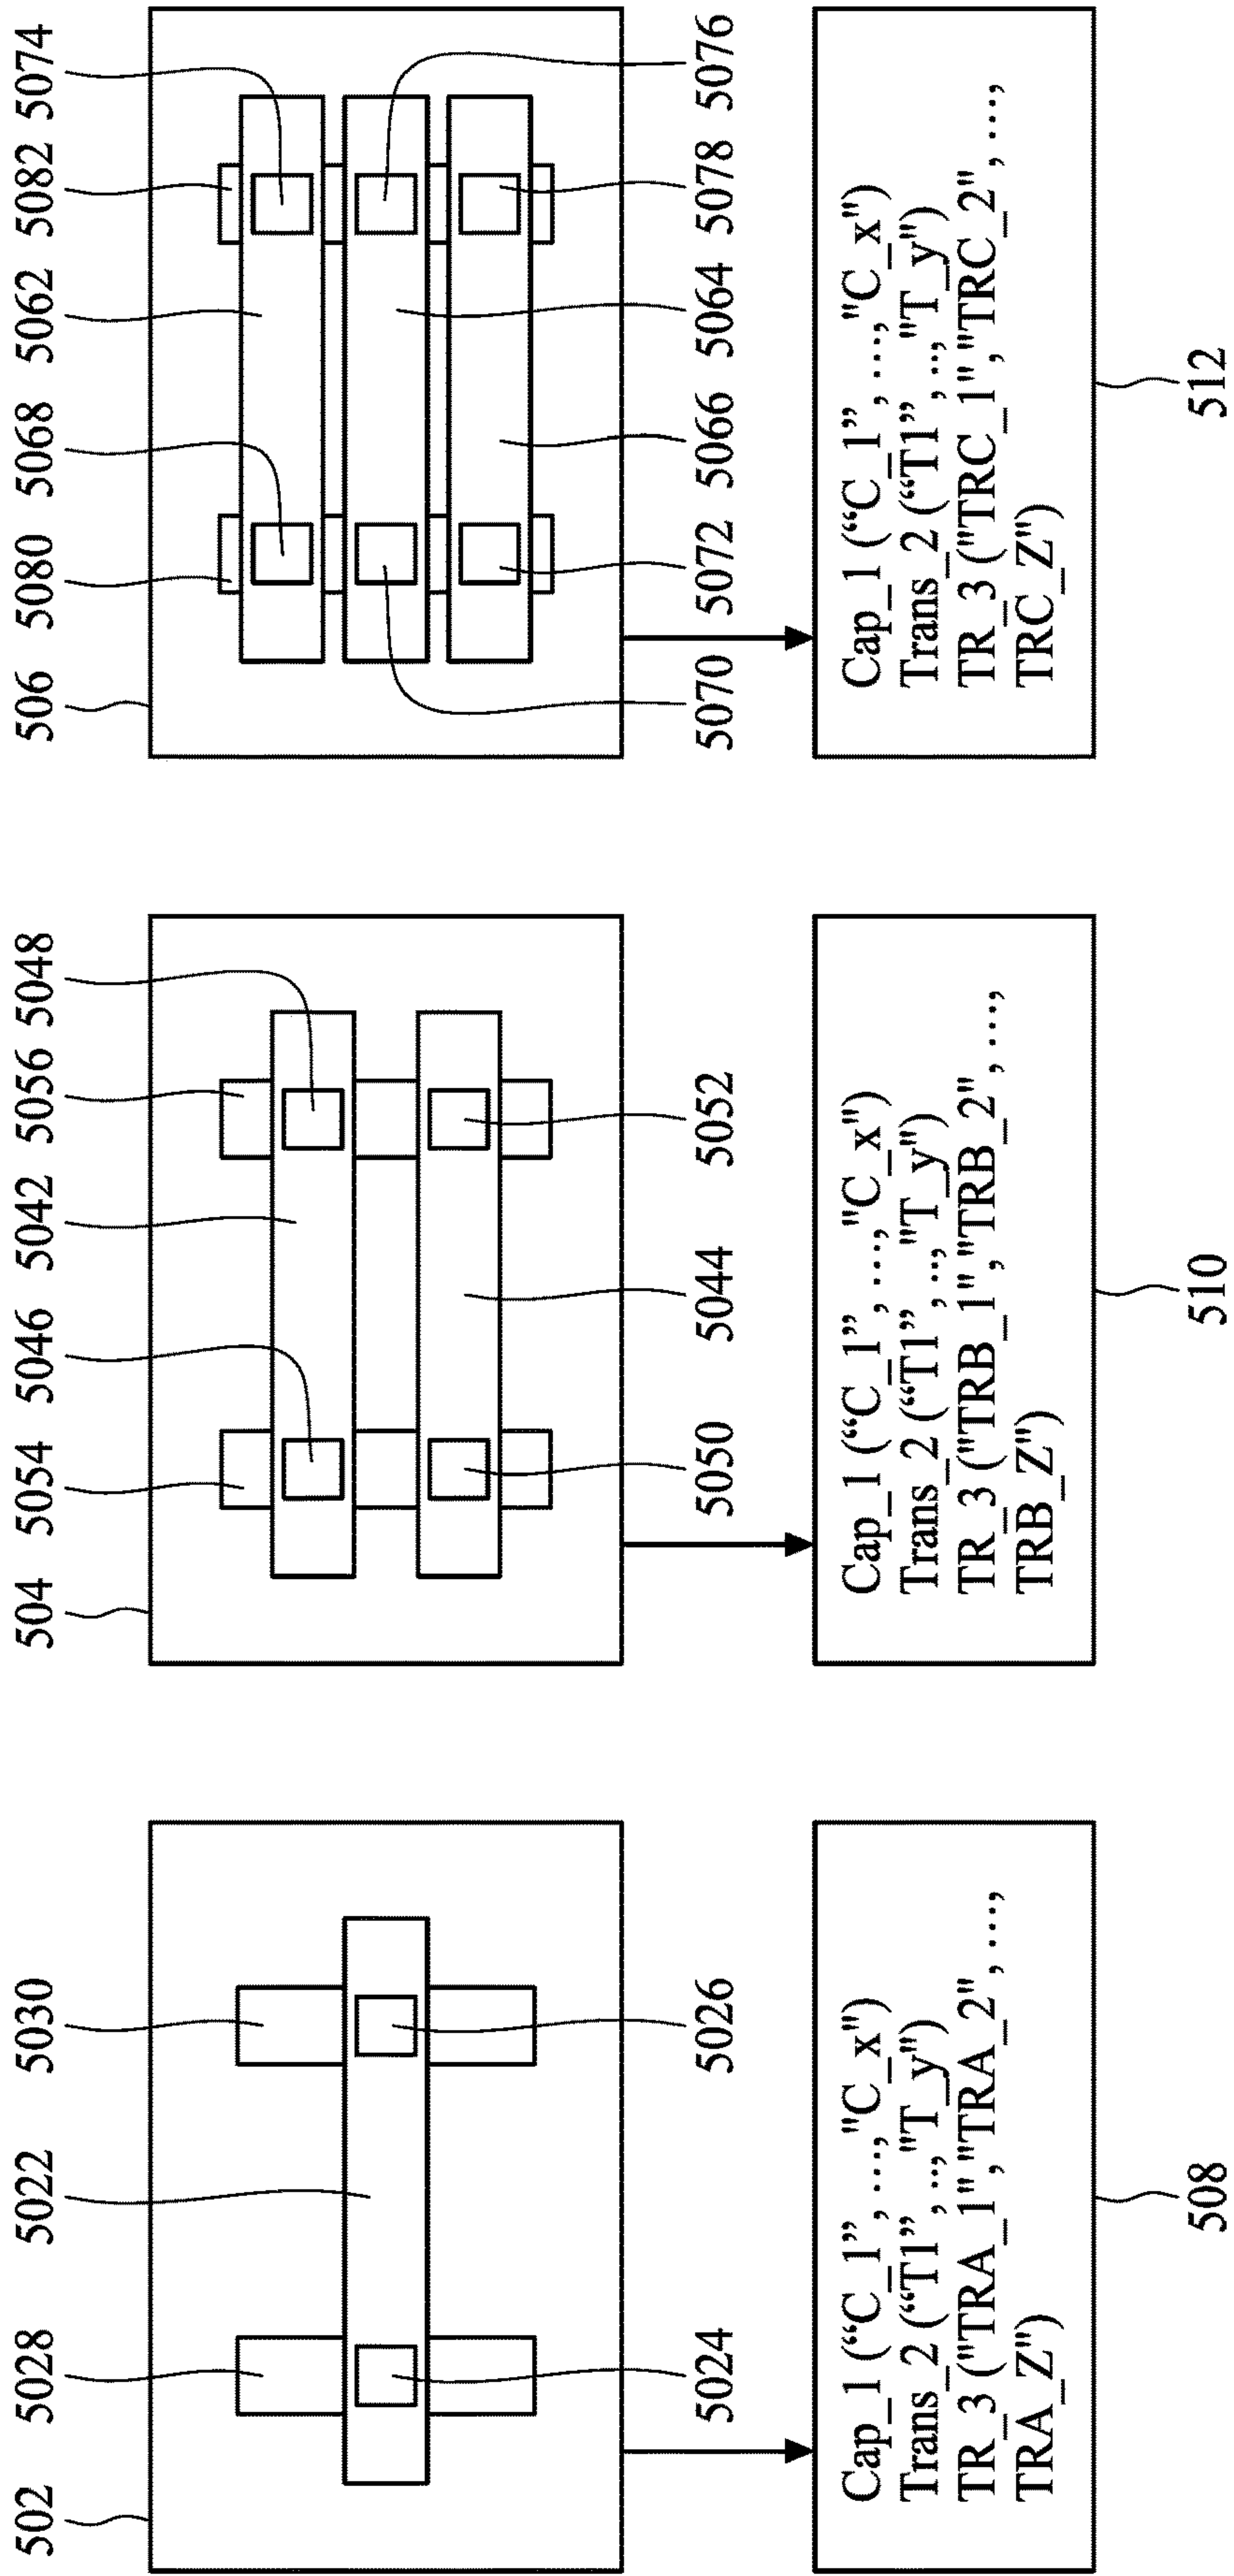 502 5028 5022 5030
5024 5026
Cap_1 (“C_1”,...,"C_x")
Trans_2 (“T1”,..,"T_y")
TR_3 ("TRA_1","TRA_2",...,
TRA_Z")
508
504 5054 5046 5042 5056 5048
5050 5044 5052
Cap_1 (“C_1”,...,"C_x")
Trans_2 (“T1”,..,"T_y")
TR_3 ("TRB_1","TRB_2",...,
TRB_Z")
510
506 5080 5068 5062 5082 5074
5070 5072 5066 5064 5078 5076
Cap_1 (“C_1”,...,"C_x")
Trans_2 (“T1”,..,"T_y")
TR_3 ("TRC_1","TRC_2",...,
TRC_Z")
512